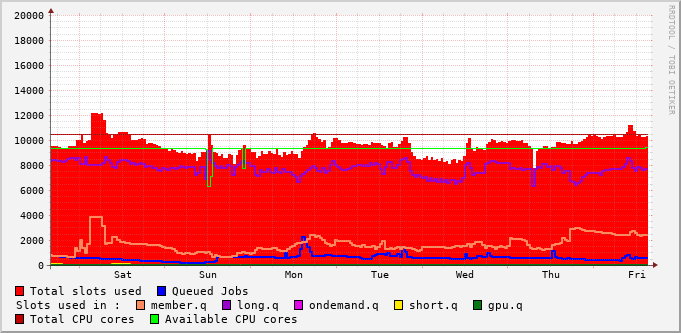 20000
18000
16000
14000
12000
10000
8000
6000
4000
2000
0
Sat Sun Mon Tue Wed Thu Fri
Total slots used Queued Jobs
Slots used in : member.q long.q ondemand.q short.q gpu.q
Total CPU cores Available CPU cores
RRDTOOL / TOBI OETIKER